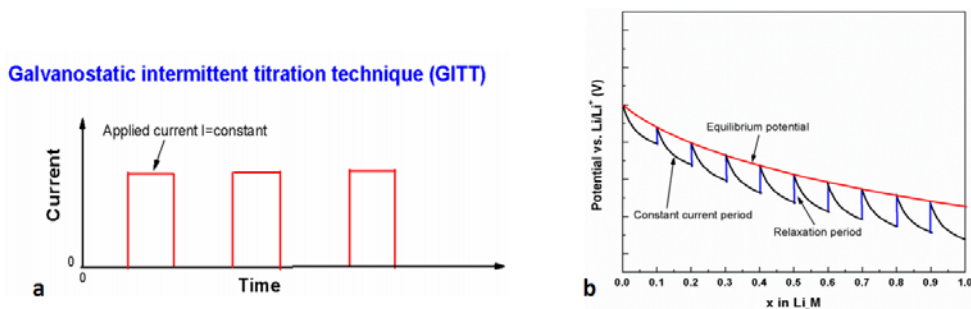 Galvanostatic intermittent titration technique (GITT)
Applied current I=constant
Current
0
0
Time
a
Potential vs. Li/Li⁺ (V)
Equilibrium potential
Constant current period
Relaxation period
0.0 0.1 0.2 0.3 0.4 0.5 0.6 0.7 0.8 0.9 1.0
x in LiₓM
b